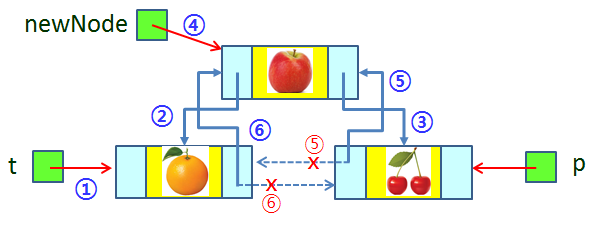 newNode ④
② ⑤
⑥ ③
⑤
t ① x p
x
⑥